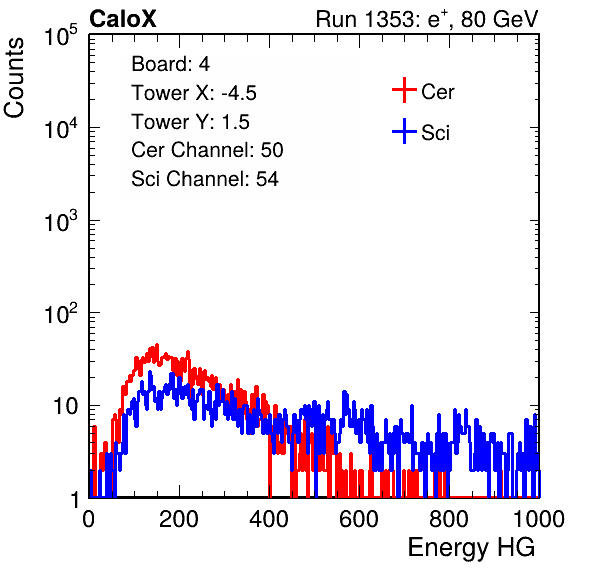 CaloX Run 1353: e⁺, 80 GeV
Counts
10⁵
10⁴
10³
10²
10
1
Board: 4
Tower X: -4.5
Tower Y: 1.5
Cer Channel: 50
Sci Channel: 54
Cer
Sci
0 200 400 600 800 1000
Energy HG